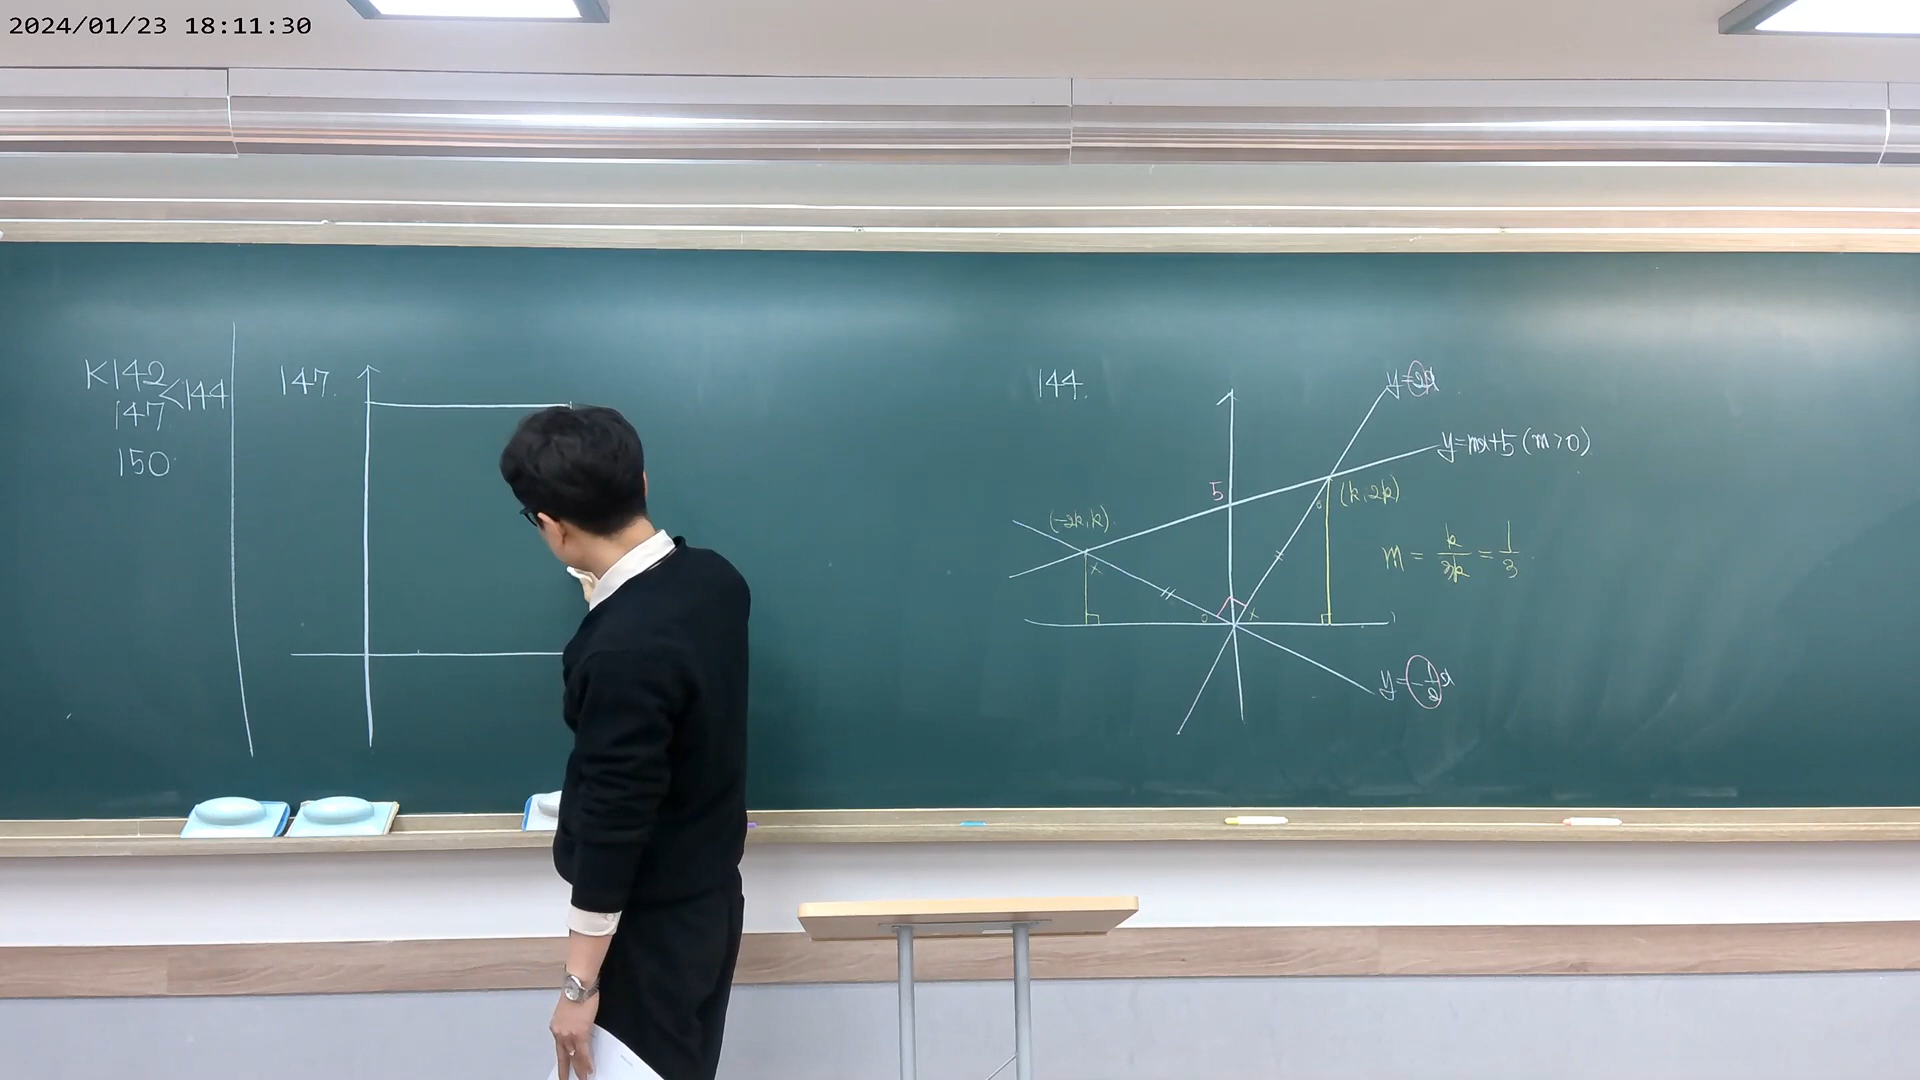 2024/01/23 18:11:30
K142
<144
147
150
147.
144.
y=2x
y=mx+5 (m>0)
5
(k, 2k)
(-2k, k)
m = k/3k = 1/3
y=-1/2x